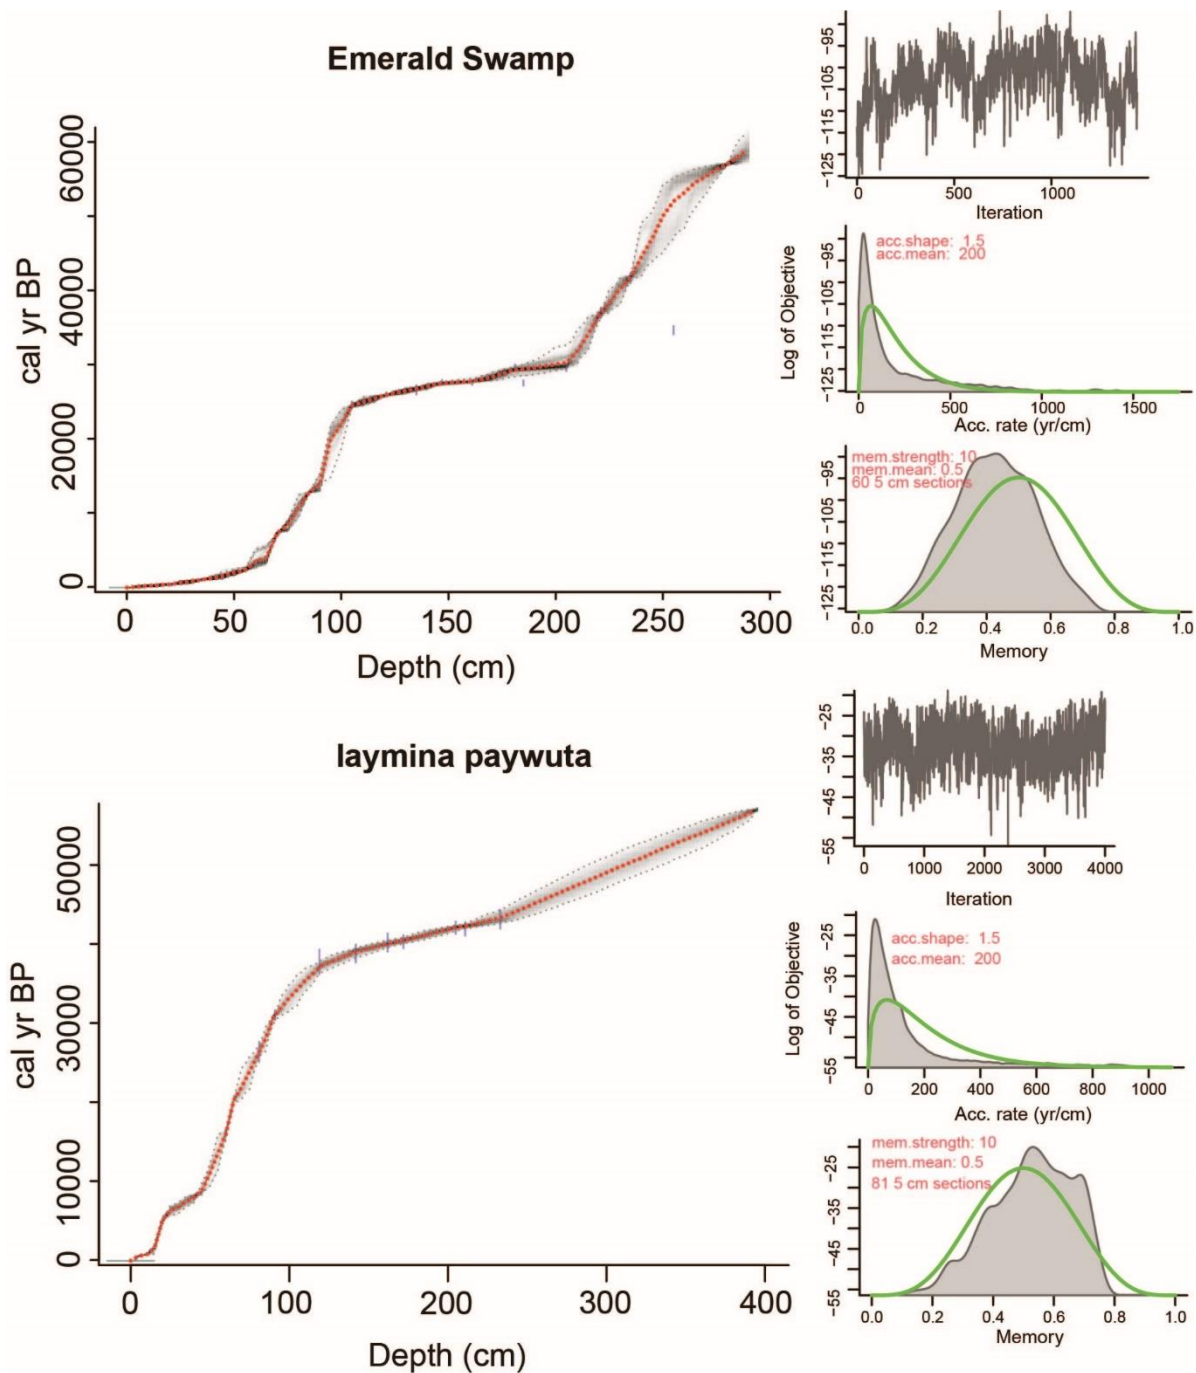 Emerald Swamp
60000
40000
20000
0
cal yr BP
0 50 100 150 200 250 300
Depth (cm)
-95
-105
-115
-125
0 500 1000
Iteration
acc.shape: 1.5
acc.mean: 200
-95
-105
-115
-125
Log of Objective
0 500 1000 1500
Acc. rate (yr/cm)
mem.strength: 10
mem.mean: 0.5
60 5 cm sections
-95
-105
-115
-125
0.0 0.2 0.4 0.6 0.8 1.0
Memory
laymina paywuta
50000
30000
10000
0
cal yr BP
0 100 200 300 400
Depth (cm)
-25
-35
-45
-55
0 1000 2000 3000 4000
Iteration
acc.shape: 1.5
acc.mean: 200
-25
-35
-45
-55
Log of Objective
0 200 400 600 800 1000
Acc. rate (yr/cm)
mem.strength: 10
mem.mean: 0.5
81 5 cm sections
-25
-35
-45
-55
0.0 0.2 0.4 0.6 0.8 1.0
Memory